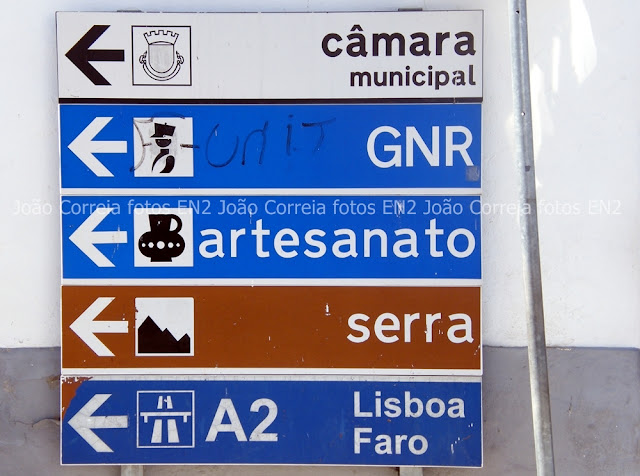 câmara
municipal
G-UNIT
GNR
João Correia fotos EN2 João Correia fotos EN2 João Correia fotos EN2
artesanato
serra
A2
Lisboa
Faro